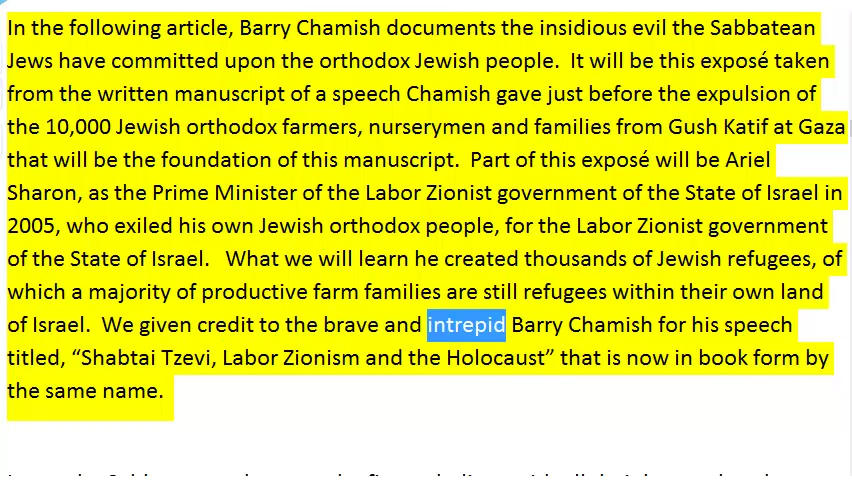 In the following article, Barry Chamish documents the insidious evil the Sabbatean
Jews have committed upon the orthodox Jewish people.  It will be this exposé taken
from the written manuscript of a speech Chamish gave just before the expulsion of
the 10,000 Jewish orthodox farmers, nurserymen and families from Gush Katif at Gaza
that will be the foundation of this manuscript.  Part of this exposé will be Ariel
Sharon, as the Prime Minister of the Labor Zionist government of the State of Israel in
2005, who exiled his own Jewish orthodox people, for the Labor Zionist government
of the State of Israel.   What we will learn he created thousands of Jewish refugees, of
which a majority of productive farm families are still refugees within their own land
of Israel.  We given credit to the brave and intrepid Barry Chamish for his speech
titled, “Shabtai Tzevi, Labor Zionism and the Holocaust” that is now in book form by
the same name.